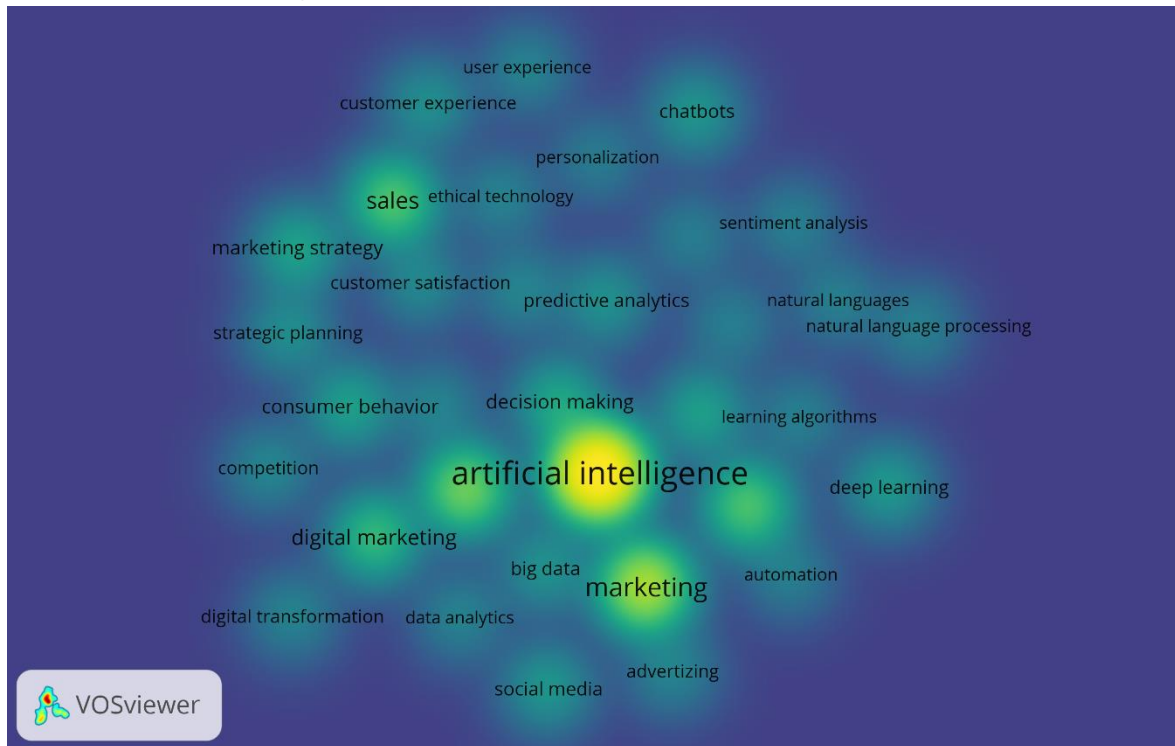 user experience
customer experience
chatbots
personalization
sales
ethical technology
sentiment analysis
marketing strategy
customer satisfaction
predictive analytics
natural languages
natural language processing
strategic planning
consumer behavior
decision making
learning algorithms
competition
artificial intelligence
deep learning
digital marketing
big data
marketing
automation
digital transformation
data analytics
advertizing
social media
VOSviewer